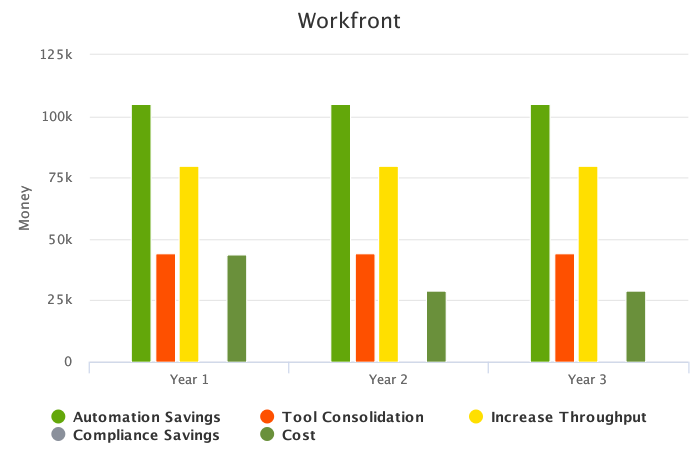 Workfront
125k
100k
75k
50k
25k
0
Money
Year 1 Year 2 Year 3
Automation Savings Tool Consolidation Increase Throughput
Compliance Savings Cost